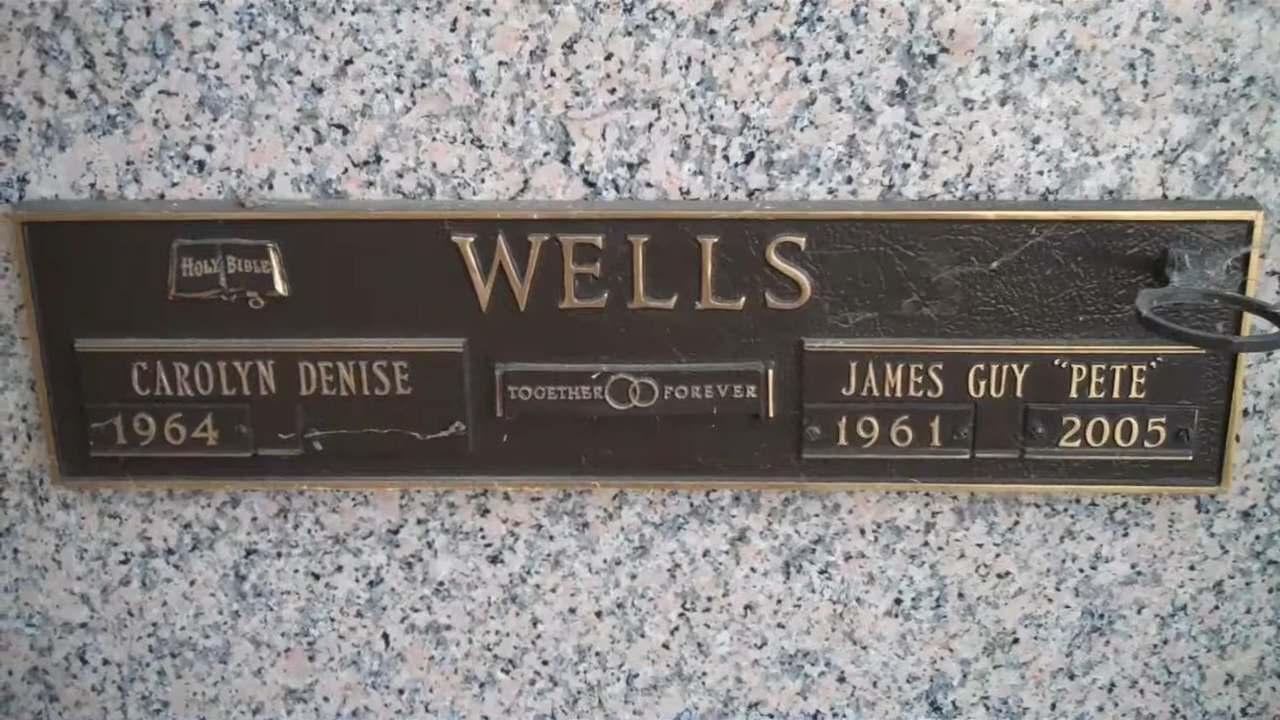 HOLY BIBLE
WELLS
CAROLYN DENISE
1964
TOGETHER FOREVER
JAMES GUY "PETE"
1961 2005